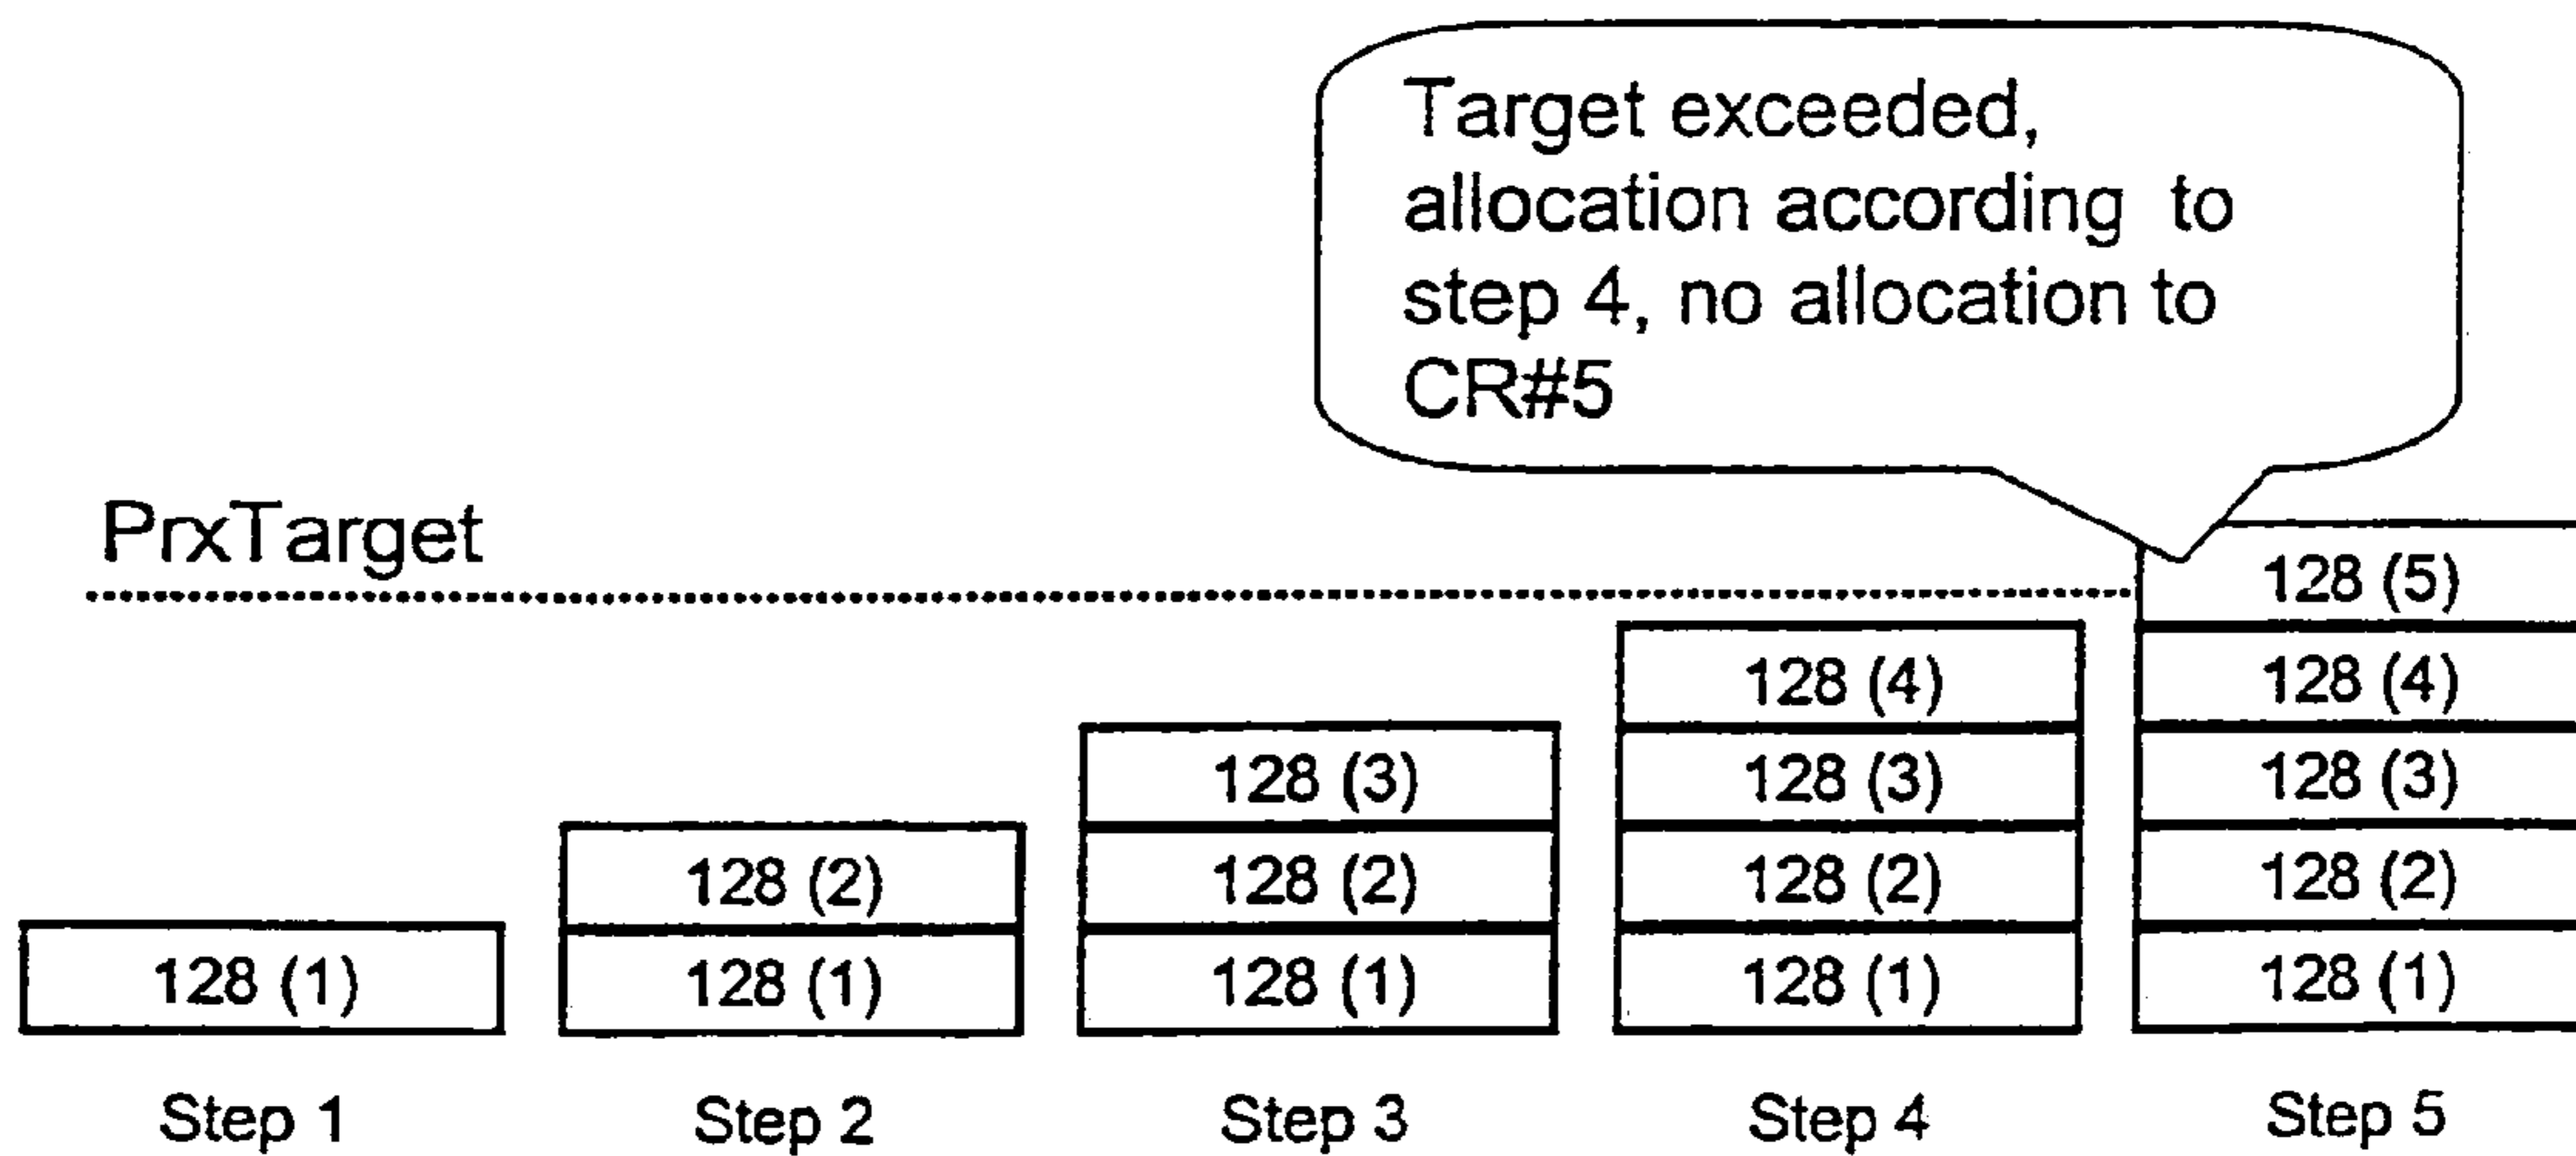 Target exceeded,
allocation according to
step 4, no allocation to
CR#5
PrxTarget
128 (5)
128 (4) 128 (4)
128 (3) 128 (3) 128 (3)
128 (2) 128 (2) 128 (2) 128 (2)
128 (1) 128 (1) 128 (1) 128 (1) 128 (1)
Step 1 Step 2 Step 3 Step 4 Step 5